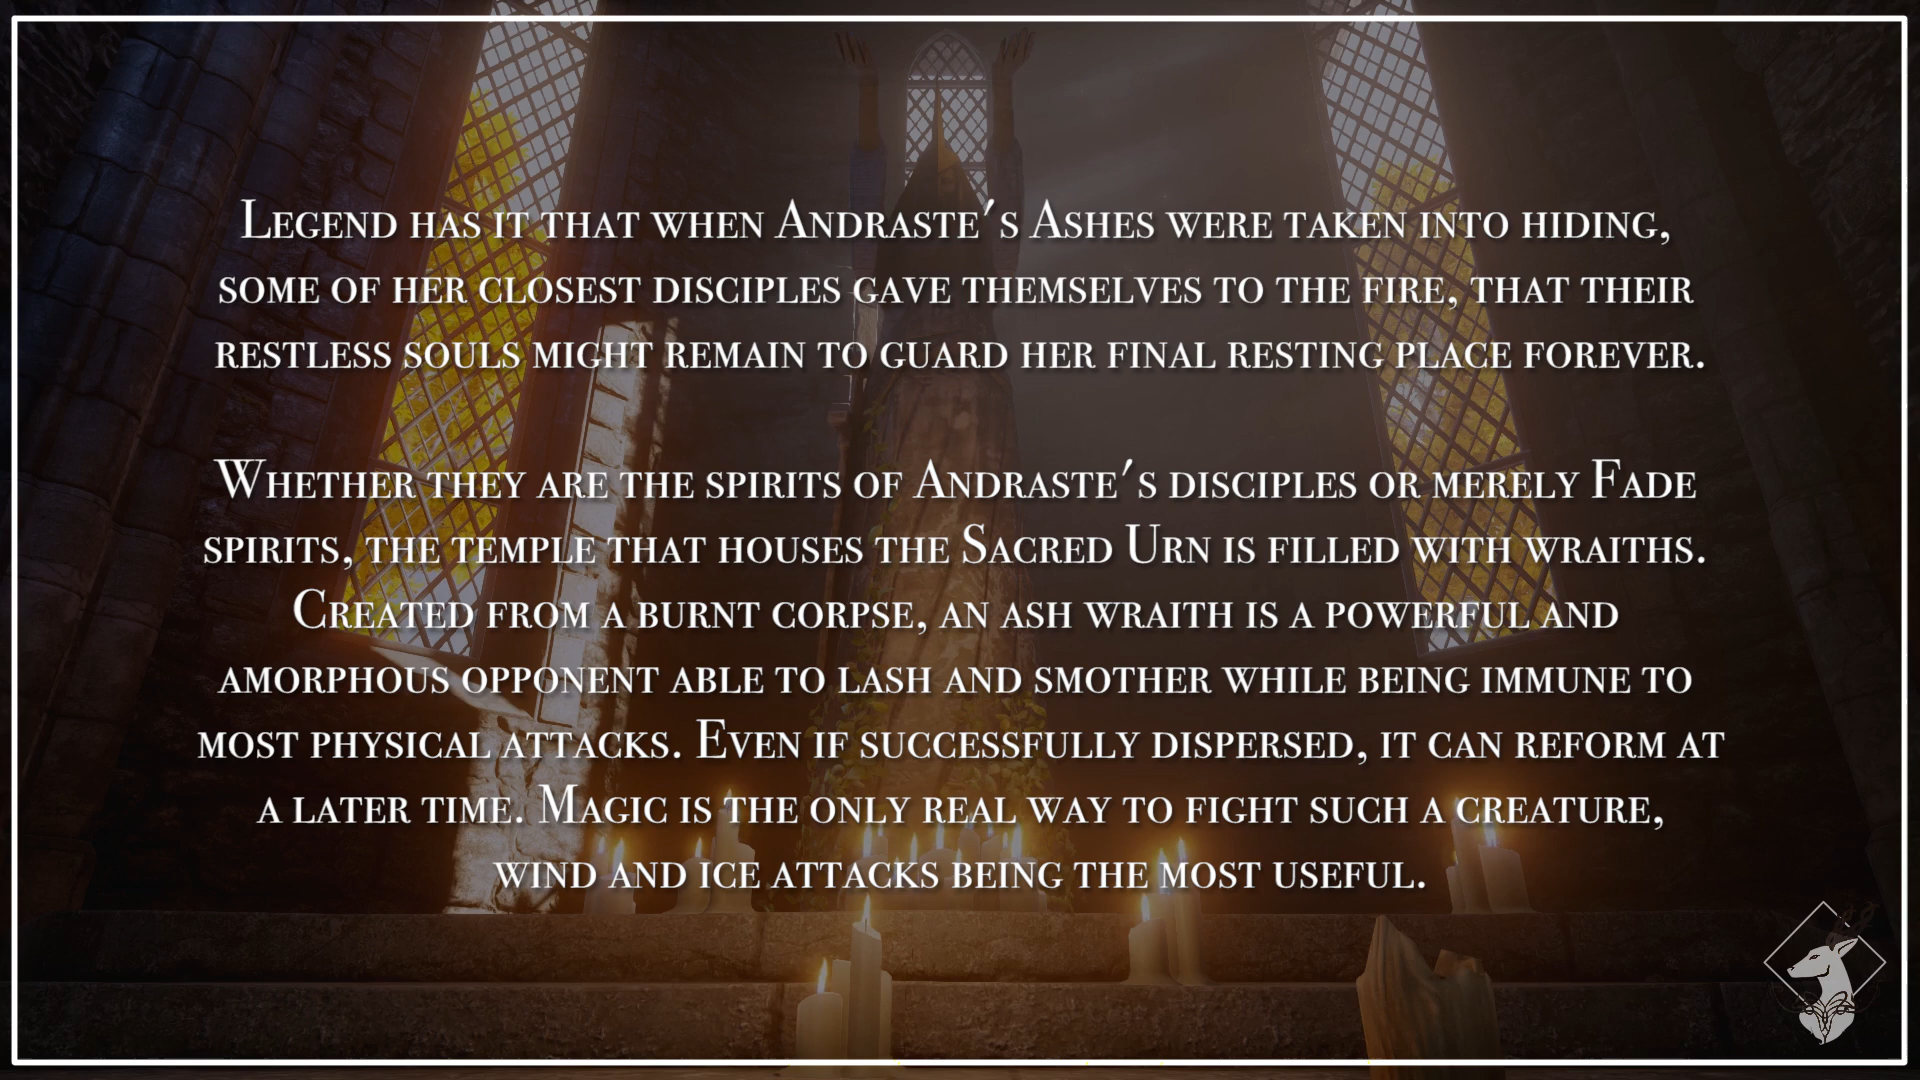 Legend has it that when Andraste's Ashes were taken into hiding,
some of her closest disciples gave themselves to the fire, that their
restless souls might remain to guard her final resting place forever.
Whether they are the spirits of Andraste's disciples or merely Fade
spirits, the temple that houses the Sacred Urn is filled with wraiths.
Created from a burnt corpse, an ash wraith is a powerful and
amorphous opponent able to lash and smother while being immune to
most physical attacks. Even if successfully dispersed, it can reform at
a later time. Magic is the only real way to fight such a creature,
wind and ice attacks being the most useful.